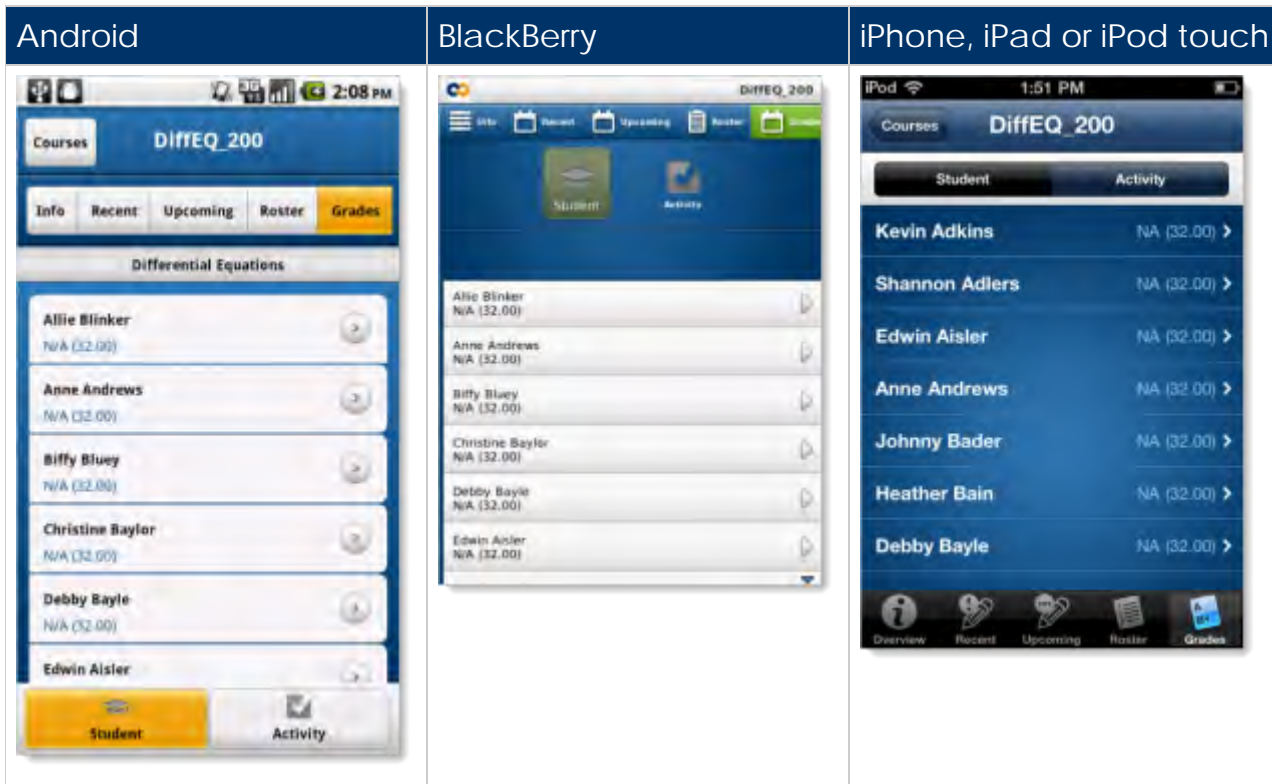 Android
BlackBerry
iPhone, iPad or iPod touch
2:08 PM
Courses
DiffEQ_200
Info Recent Upcoming Roster Grades
Differential Equations
Allie Blinker
N/A (32.00)
Anne Andrews
N/A (32.00)
Biffy Bluey
N/A (32.00)
Christine Baylor
N/A (32.00)
Debby Bayle
N/A (32.00)
Edwin Aisler
Student Activity
DiffEQ_200
Info Recent Upcoming Roster Grades
Student Activity
Allie Blinker
N/A (32.00)
Anne Andrews
N/A (32.00)
Biffy Bluey
N/A (32.00)
Christine Baylor
N/A (32.00)
Debby Bayle
N/A (32.00)
Edwin Aisler
N/A (32.00)
iPod 1:51 PM
Courses DiffEQ_200
Student Activity
Kevin Adkins NA (32.00)
Shannon Adlers NA (32.00)
Edwin Aisler NA (32.00)
Anne Andrews NA (32.00)
Johnny Bader NA (32.00)
Heather Bain NA (32.00)
Debby Bayle NA (32.00)
Overview Recent Upcoming Roster Grades